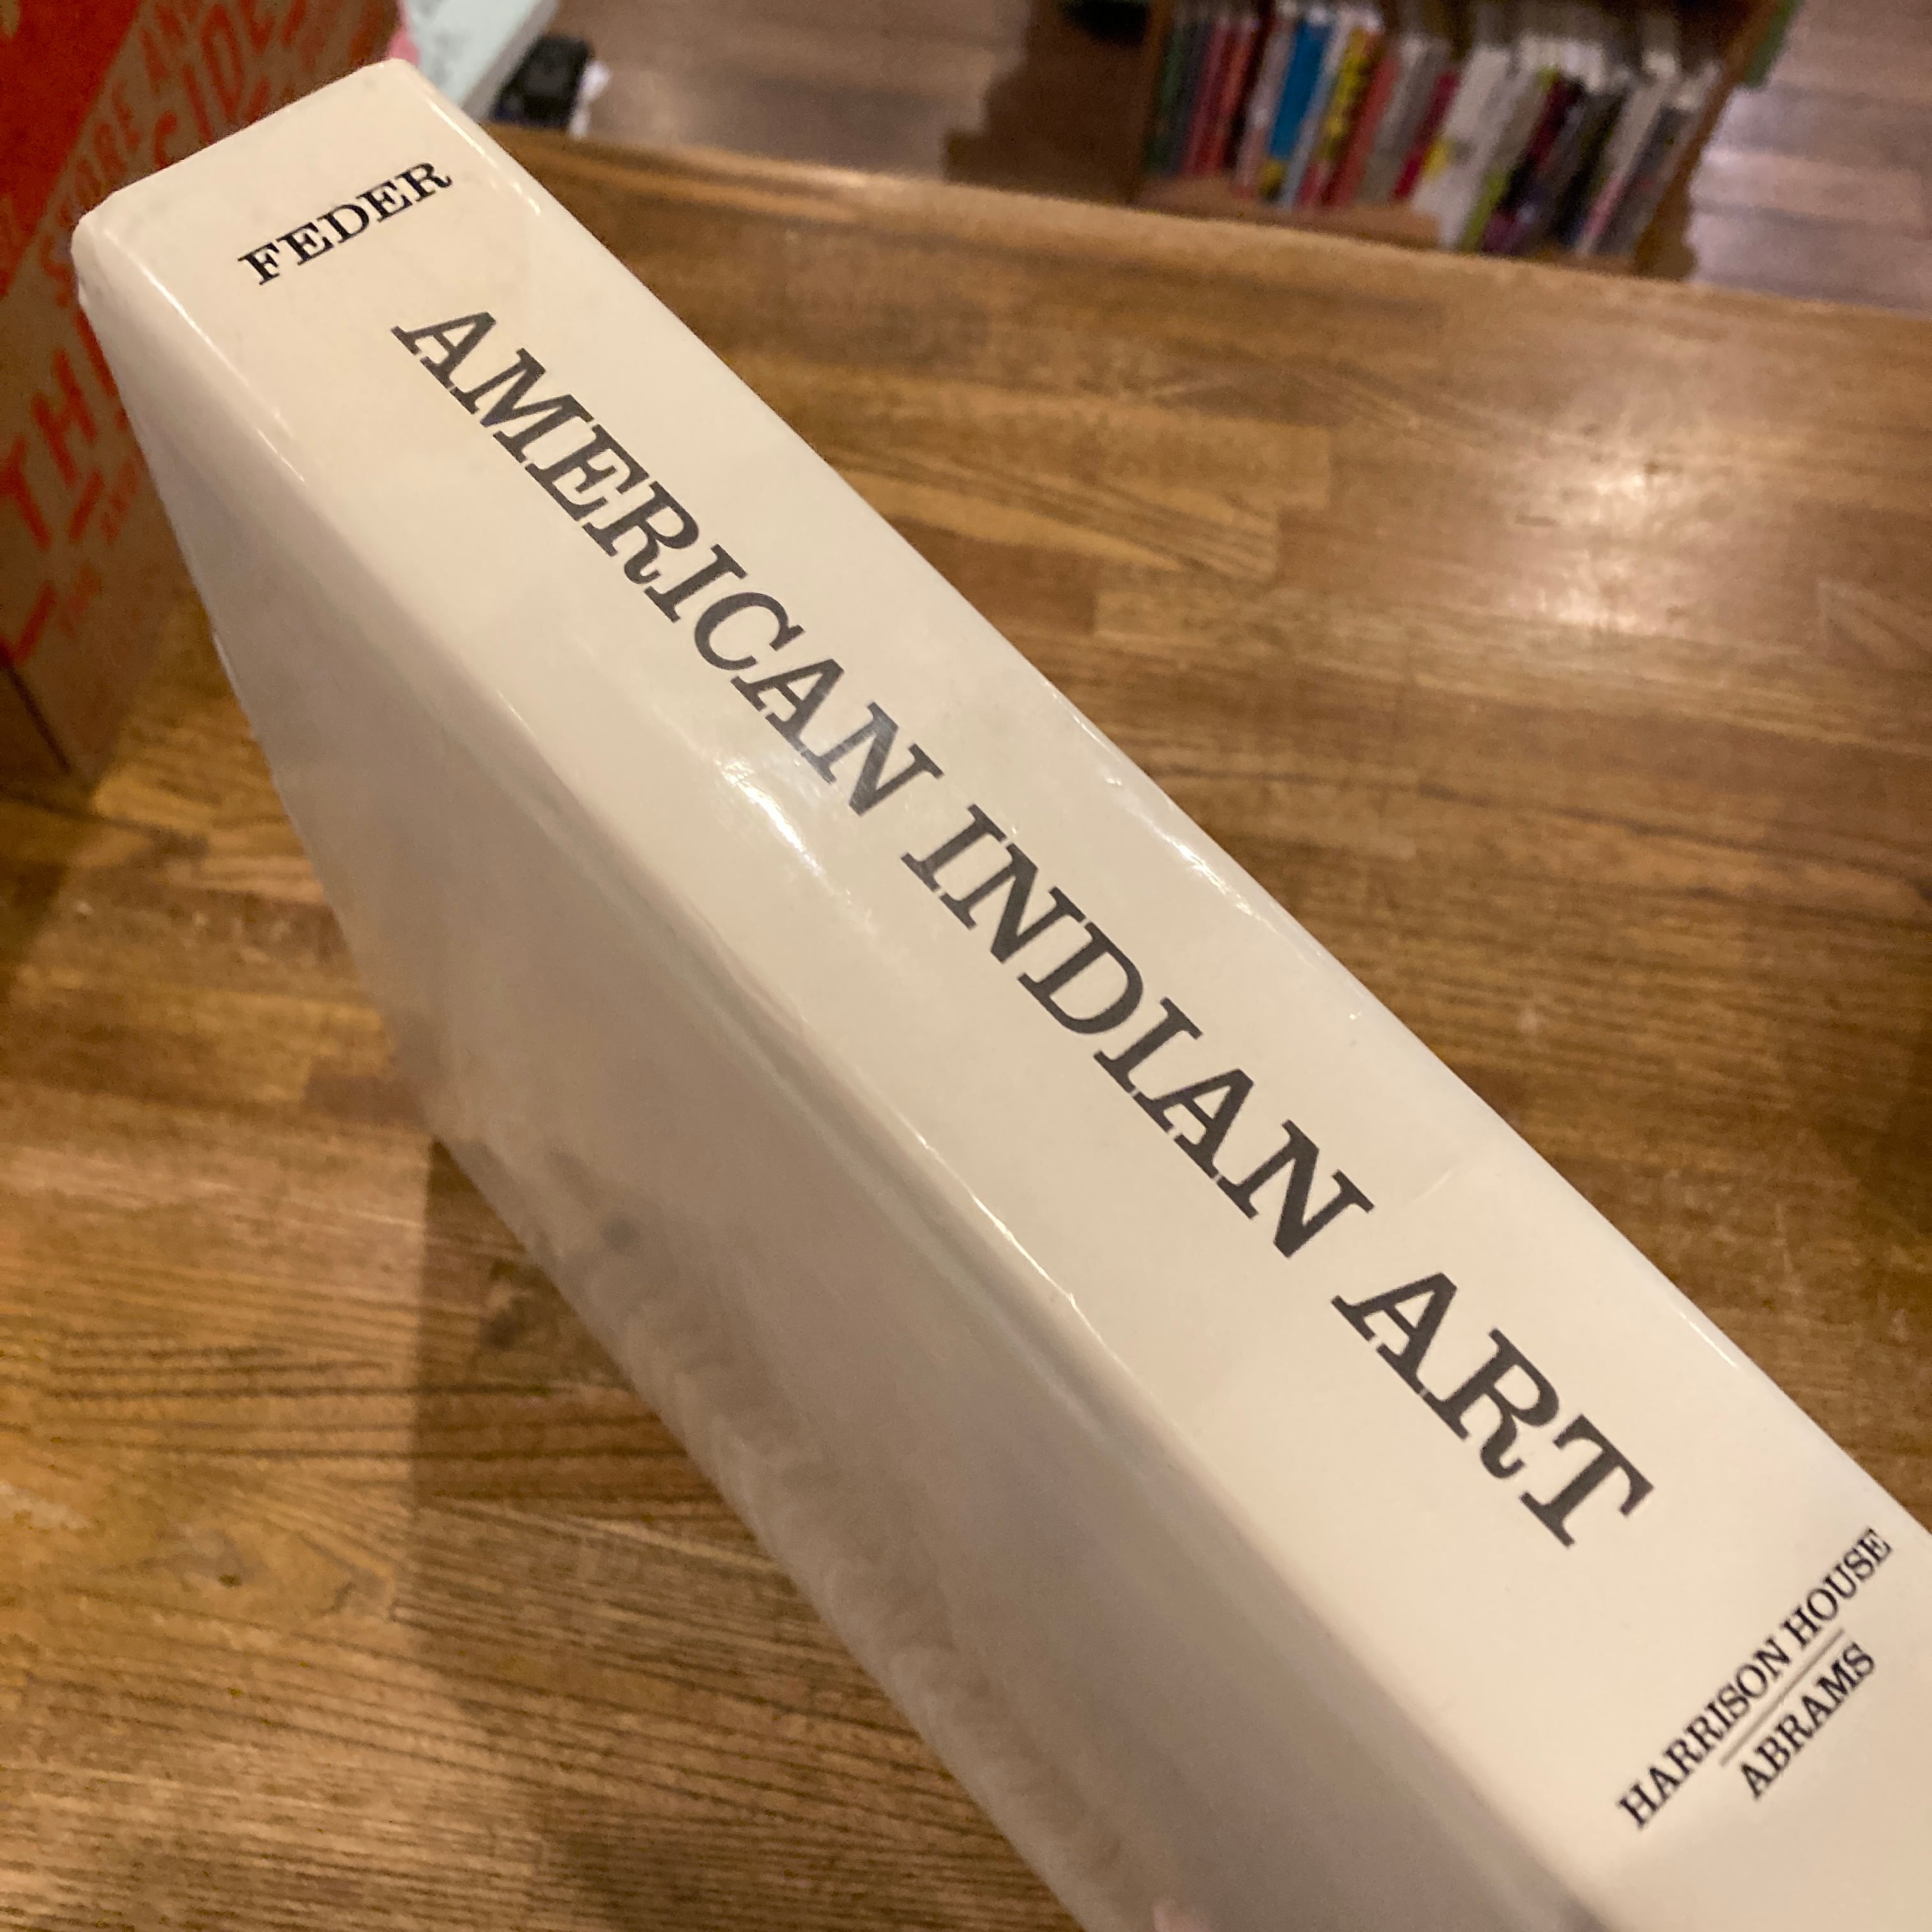 FEDER
AMERICAN INDIAN ART
HARRISON HOUSE
ABRAMS